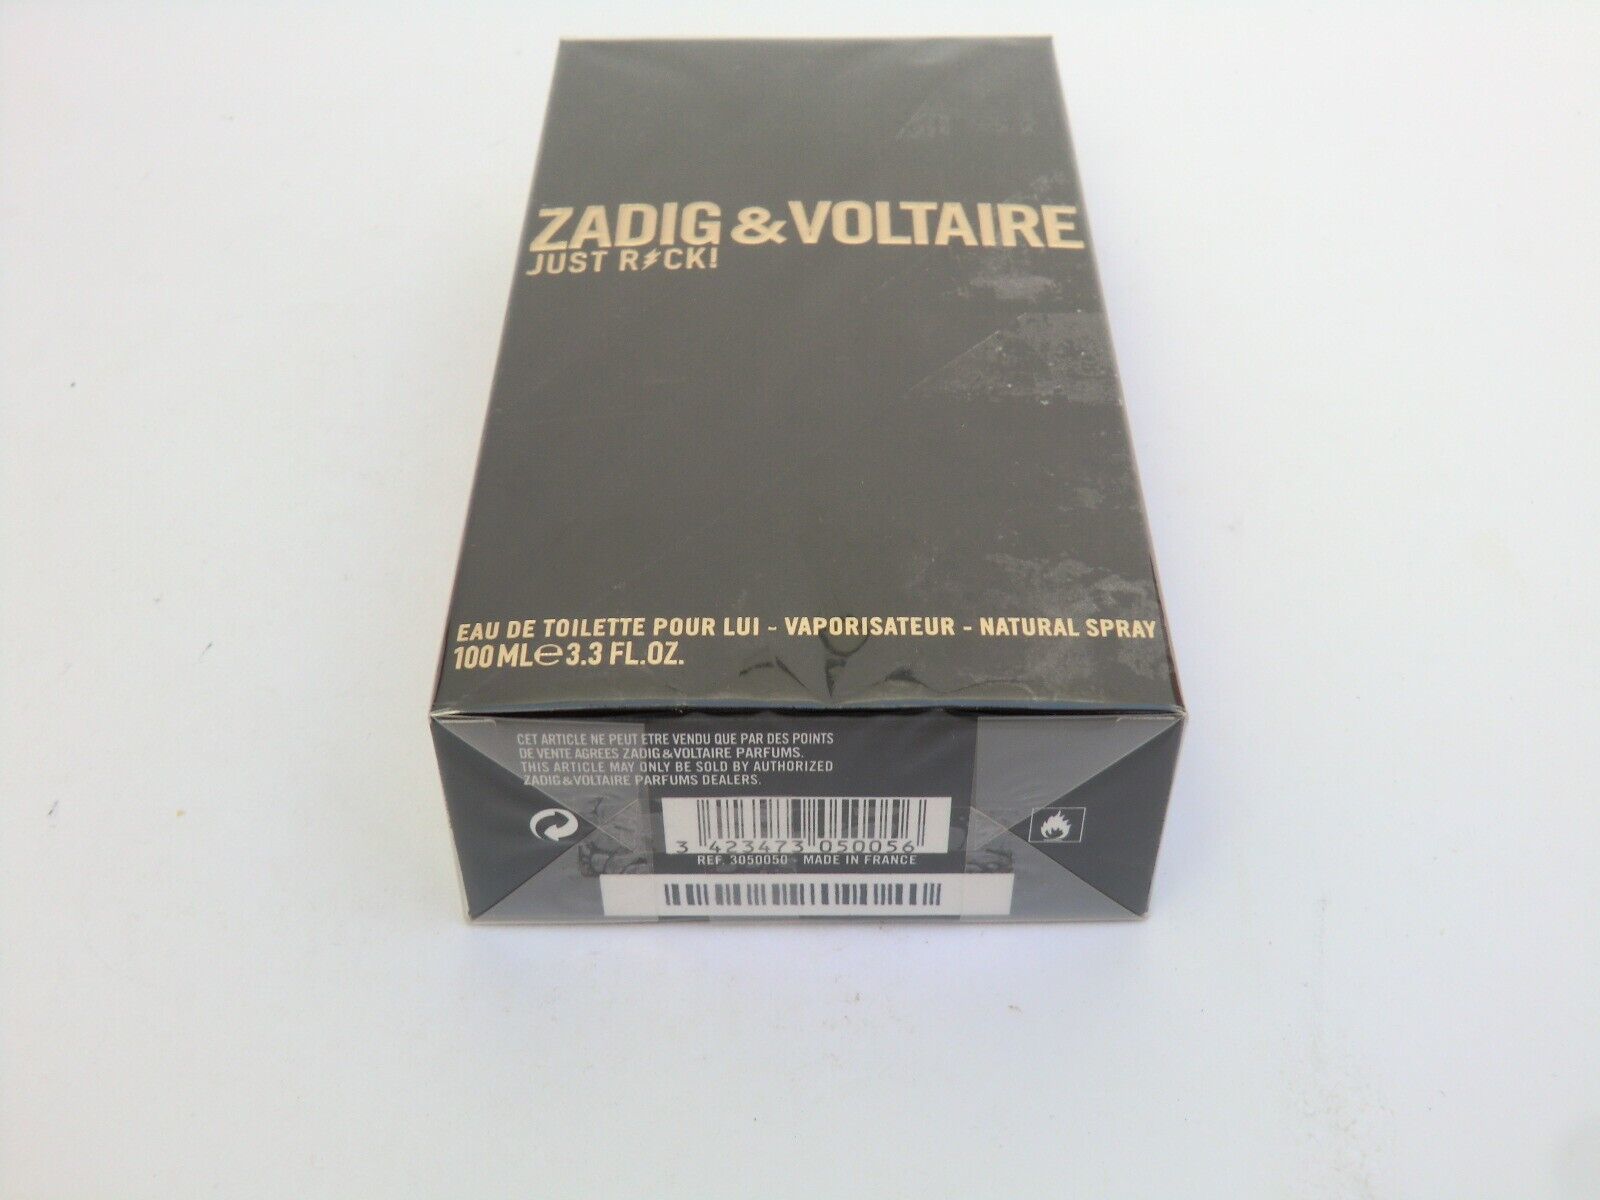 ZADIG & VOLTAIRE
JUST R⚡CK!
EAU DE TOILETTE POUR LUI - VAPORISATEUR - NATURAL SPRAY
100 ML ℮ 3.3 FL.OZ.
CET ARTICLE NE PEUT ETRE VENDU QUE PAR DES POINTS
DE VENTE AGREES ZADIG & VOLTAIRE PARFUMS.
THIS ARTICLE MAY ONLY BE SOLD BY AUTHORIZED
ZADIG & VOLTAIRE PARFUMS DEALERS.
3 423473 050056
REF. 3050050 - MADE IN FRANCE